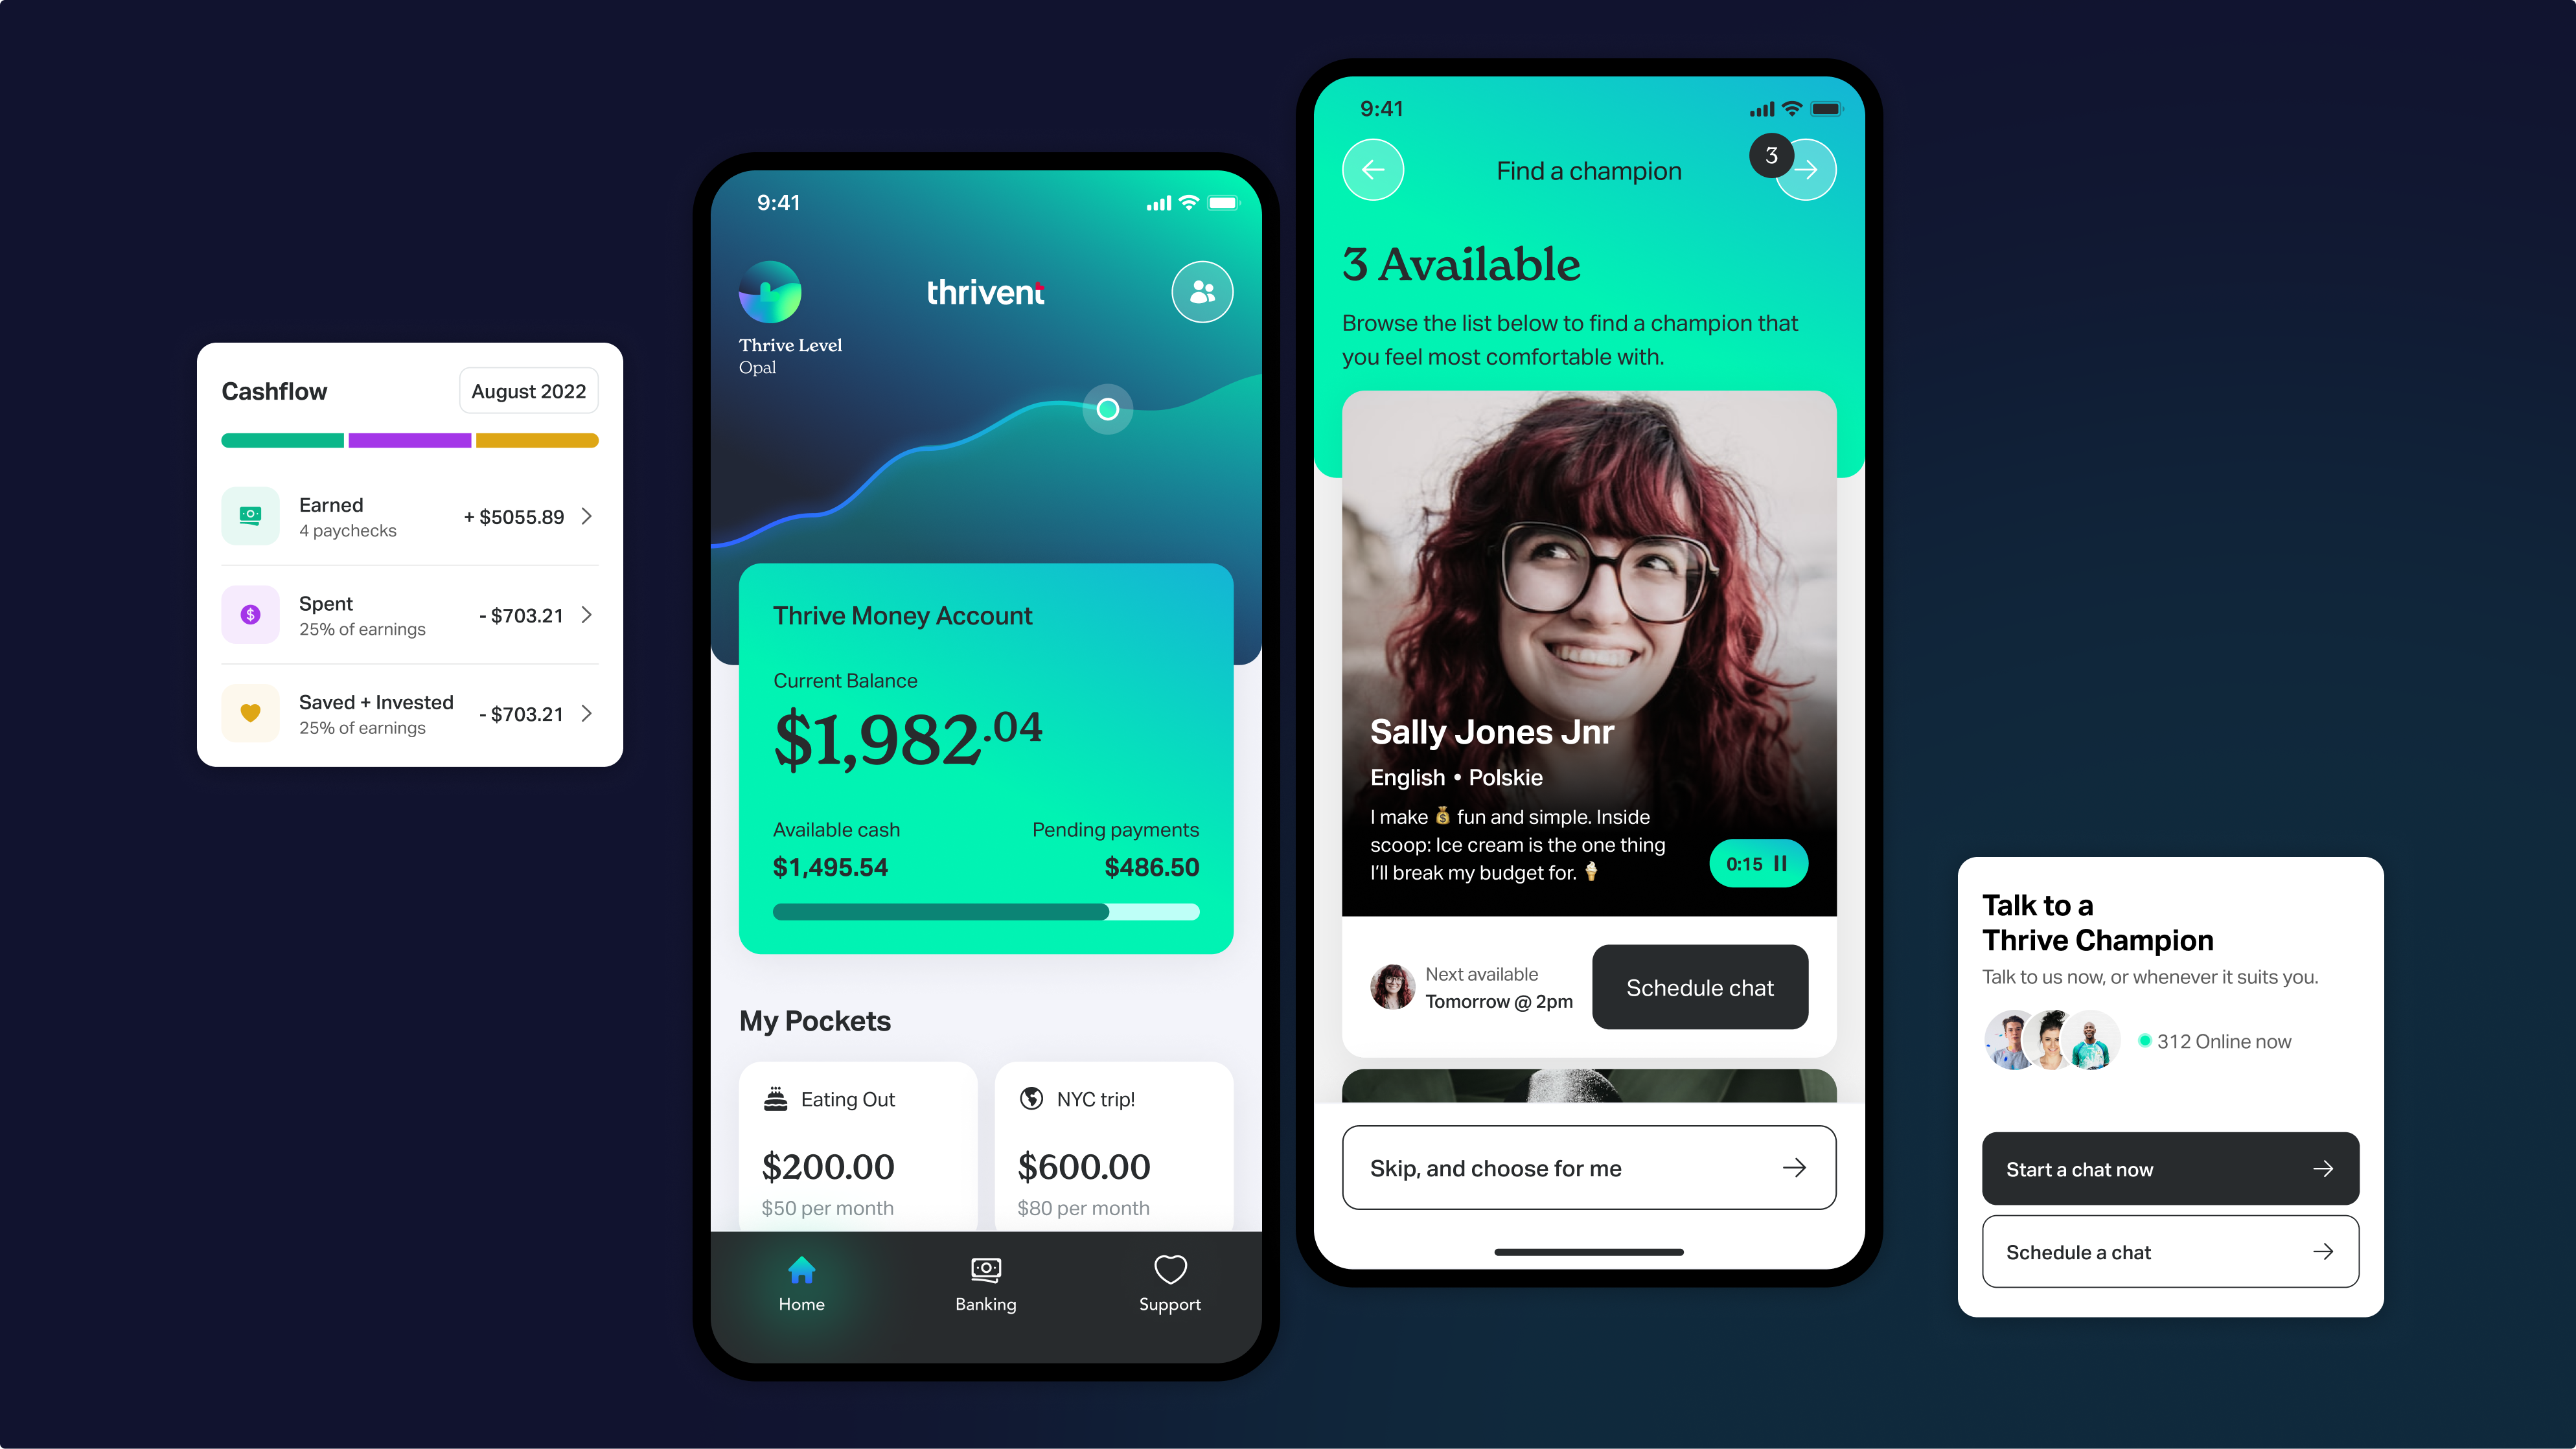 Cashflow
August 2022
Earned
4 paychecks
+ $5055.89
Spent
25% of earnings
- $703.21
Saved + Invested
25% of earnings
- $703.21
9:41
thrivent
Thrive Level
Opal
Thrive Money Account
Current Balance
$1,982.04
Available cash
Pending payments
$1,495.54
$486.50
My Pockets
Eating Out
$200.00
$50 per month
NYC trip!
$600.00
$80 per month
Home
Banking
Support
9:41
Find a champion
3
3 Available
Browse the list below to find a champion that
you feel most comfortable with.
Sally Jones Jnr
English • Polskie
I make 💰 fun and simple. Inside
scoop: Ice cream is the one thing
I'll break my budget for. 🍦
0:15
Next available
Tomorrow @ 2pm
Schedule chat
Skip, and choose for me
Talk to a
Thrive Champion
Talk to us now, or whenever it suits you.
312 Online now
Start a chat now
Schedule a chat